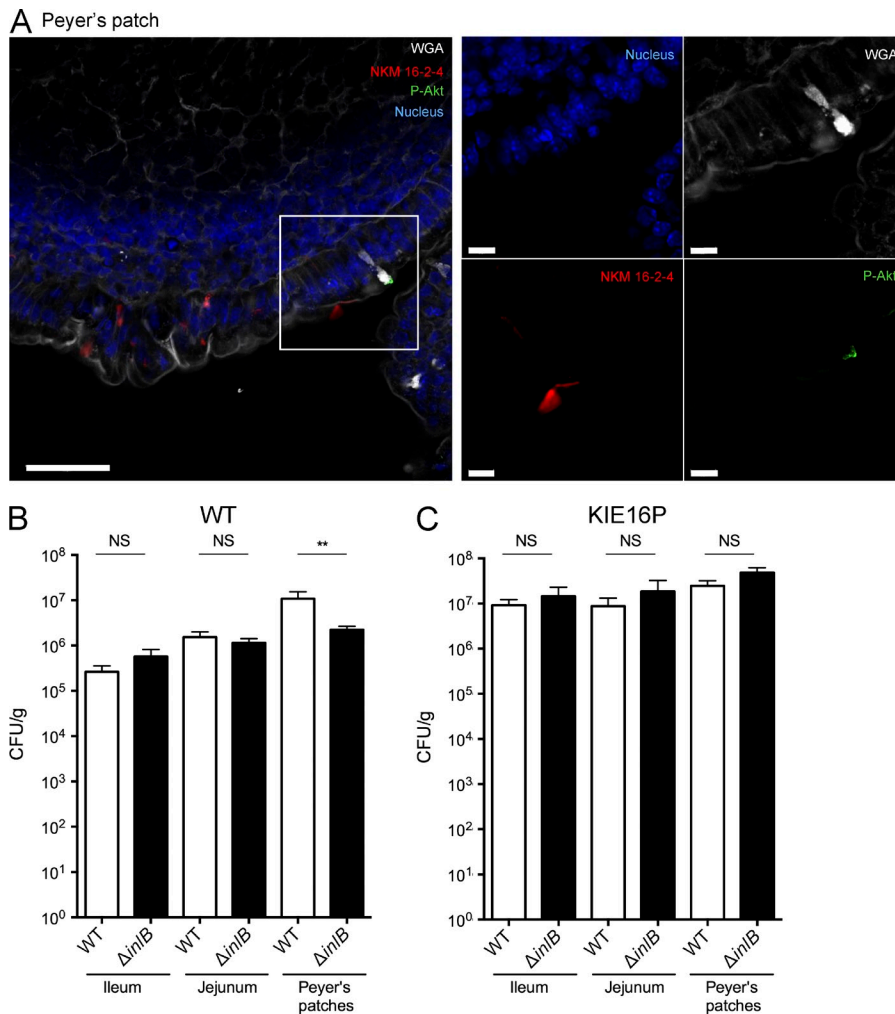 A Peyer's patch
WGA
NKM 16-2-4
P-Akt
Nucleus
Nucleus
WGA
NKM 16-2-4
P-Akt
B
WT
NS
NS
**
10⁸
10⁷
10⁶
10⁵
10⁴
10³
10²
10¹
10⁰
CFU/g
WT
ΔinlB
WT
ΔinlB
WT
ΔinlB
Ileum
Jejunum
Peyer's
patches
C
KIE16P
NS
NS
NS
10⁸
10⁷
10⁶
10⁵
10⁴
10³
10²
10¹
10⁰
CFU/g
WT
ΔinlB
WT
ΔinlB
WT
ΔinlB
Ileum
Jejunum
Peyer's
patches